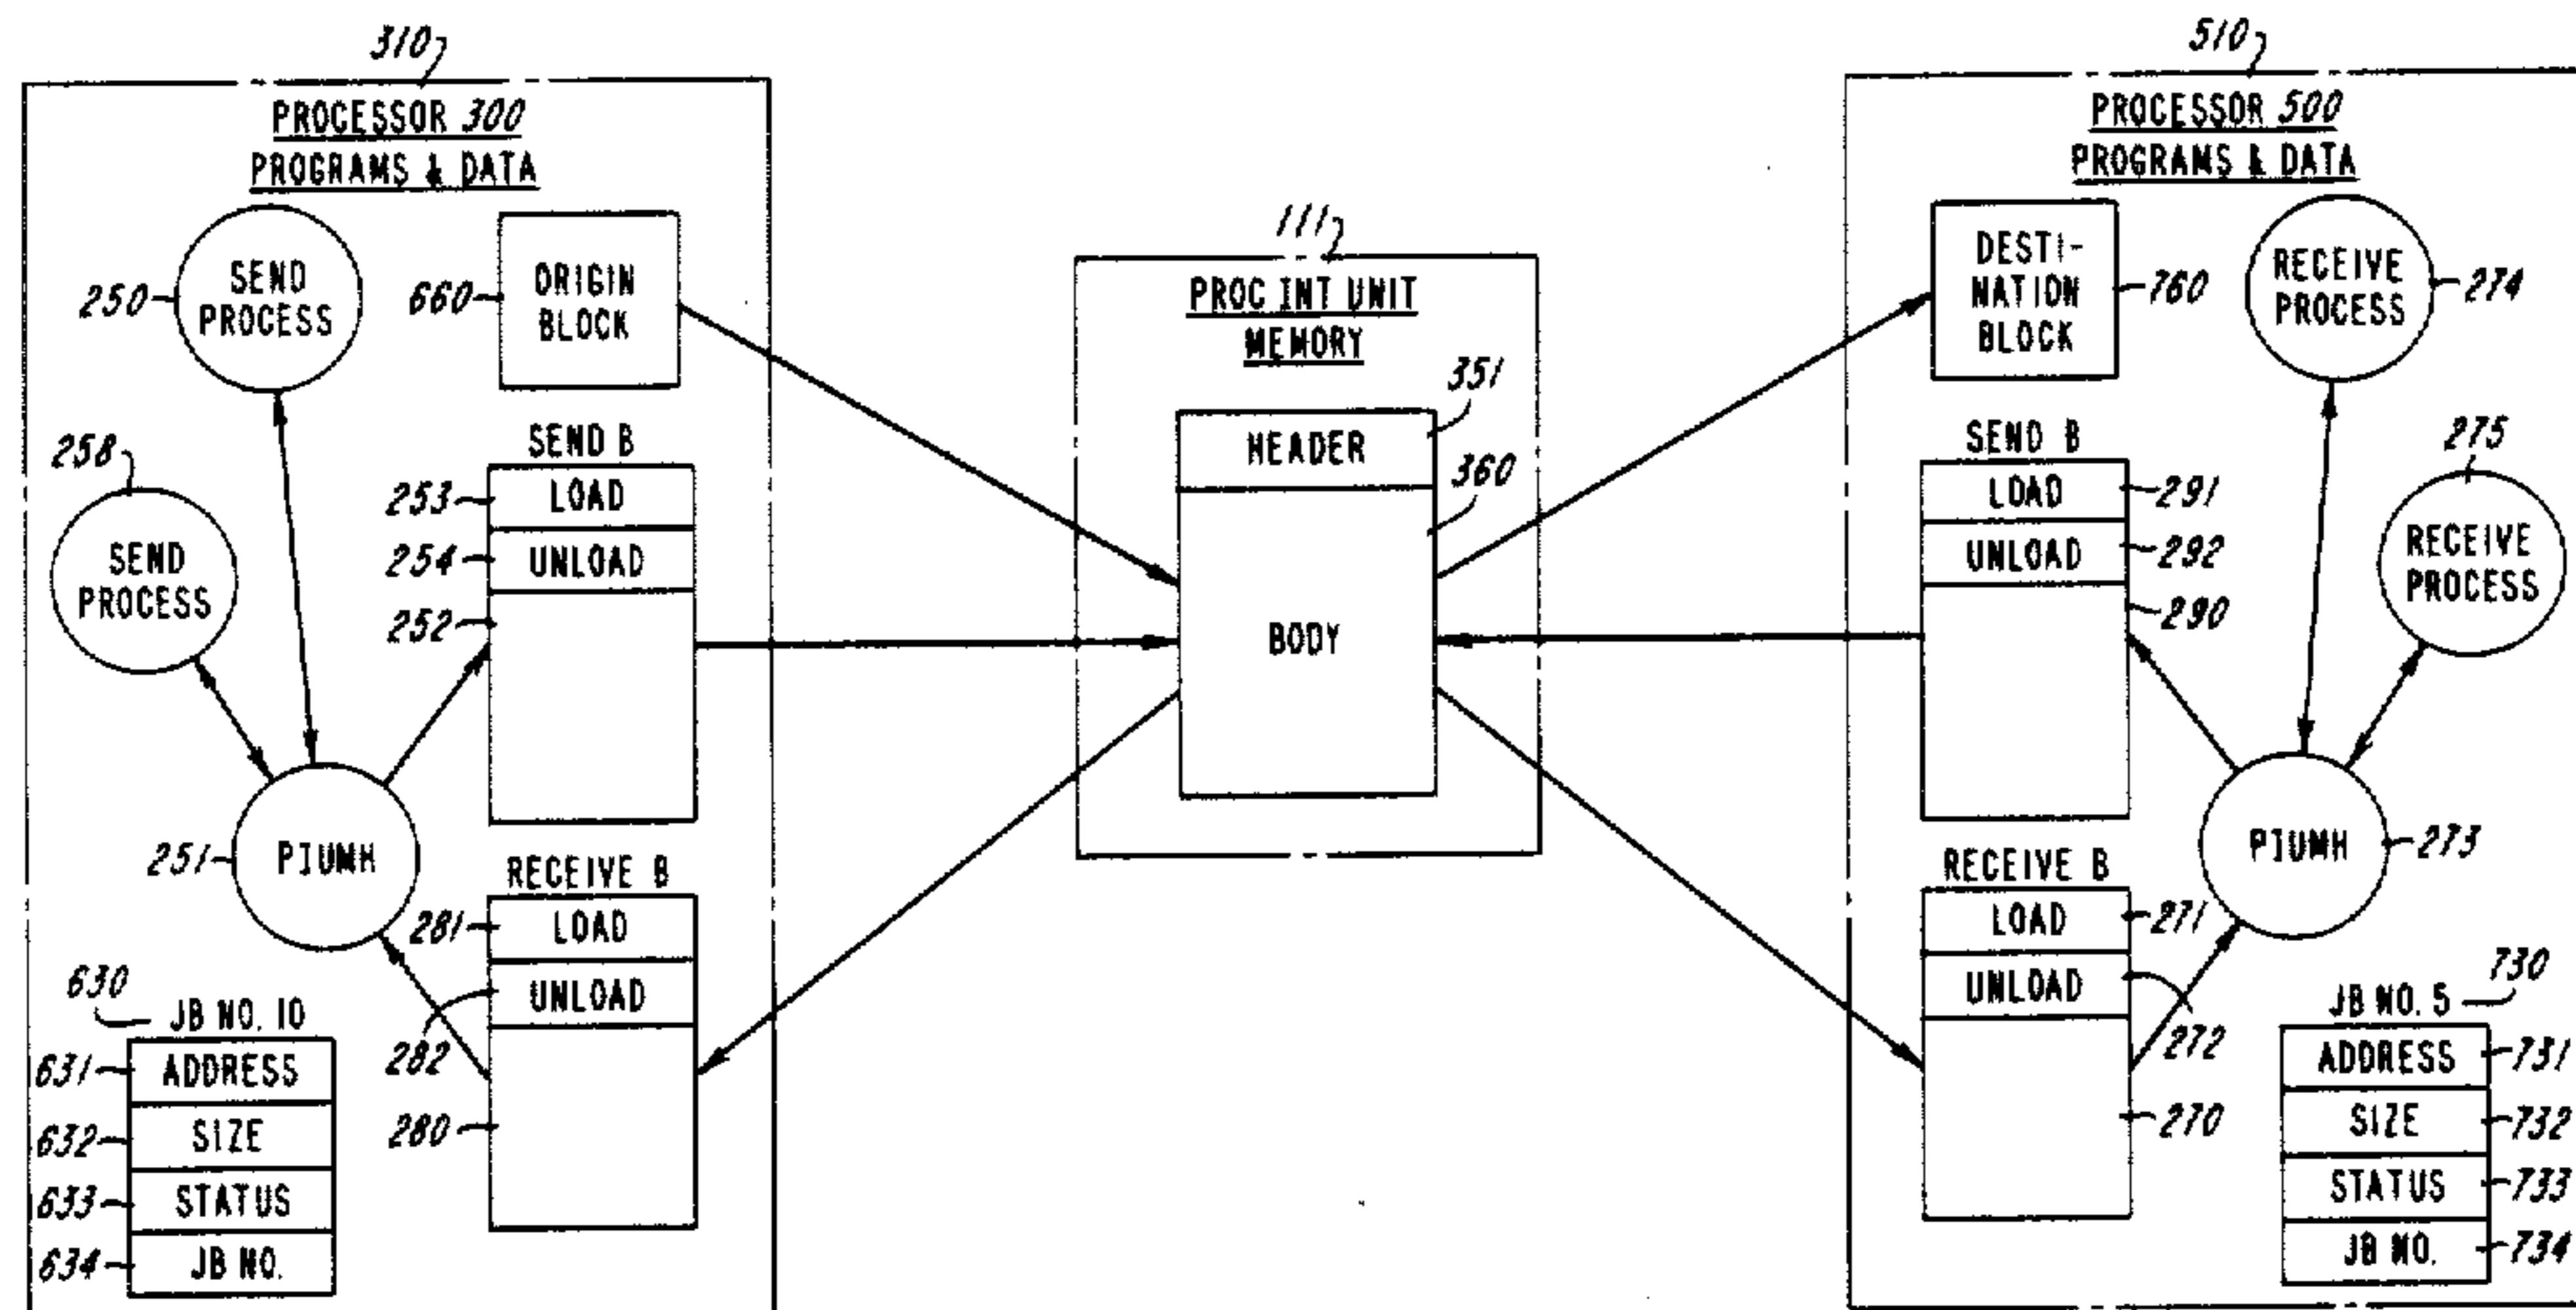 310
PROCESSOR 300
PROGRAMS & DATA
250
SEND
PROCESS
660
ORIGIN
BLOCK
258
SEND
PROCESS
SEND B
253
LOAD
254
UNLOAD
252
251
PIUMH
RECEIVE B
281
LOAD
282
UNLOAD
280
630
JB NO. 10
631
ADDRESS
632
SIZE
633
STATUS
634
JB NO.
111
PROC INT UNIT
MEMORY
351
HEADER
360
BODY
510
PROCESSOR 500
PROGRAMS & DATA
DESTI-
NATION
BLOCK
760
RECEIVE
PROCESS
274
275
RECEIVE
PROCESS
SEND B
LOAD
291
UNLOAD
292
290
PIUMH
273
RECEIVE B
LOAD
271
UNLOAD
272
270
JB NO. 5
730
ADDRESS
731
SIZE
732
STATUS
733
JB NO.
734